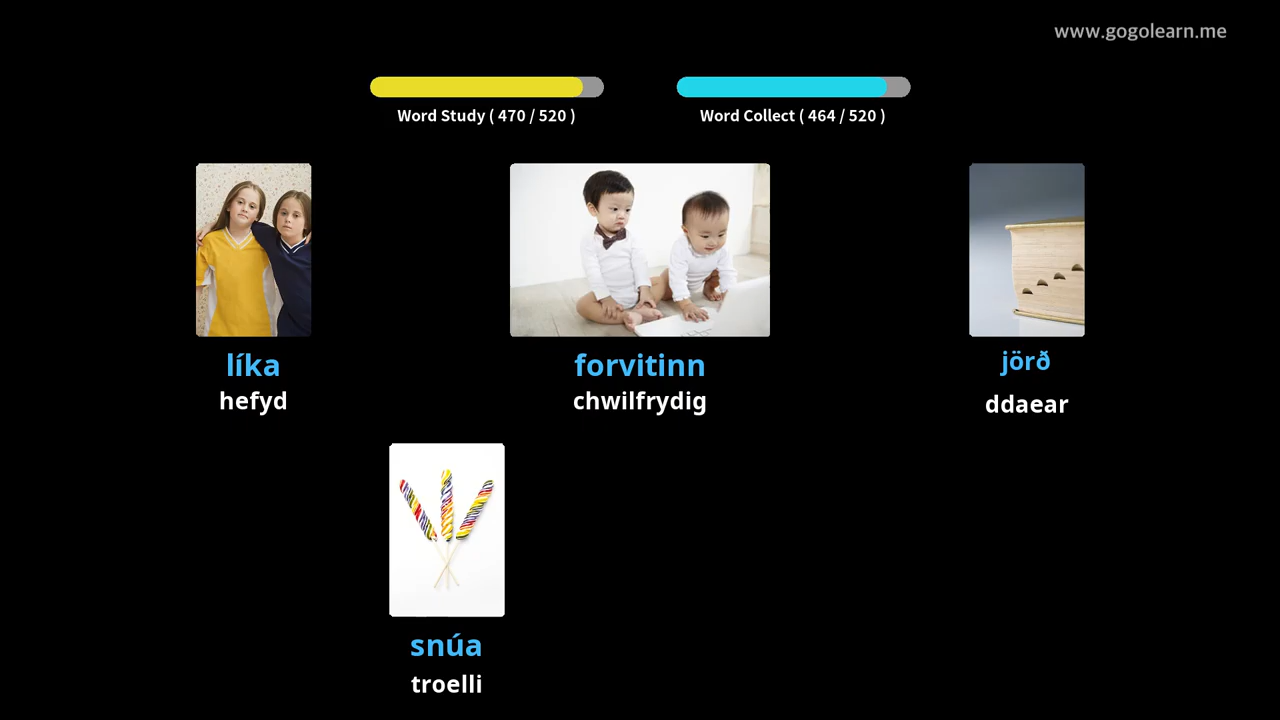 www.gogolearn.me
Word Study ( 470 / 520 )
Word Collect ( 464 / 520 )
líka
hefyd
forvitinn
chwilfrydig
jörð
ddaear
snúa
troelli